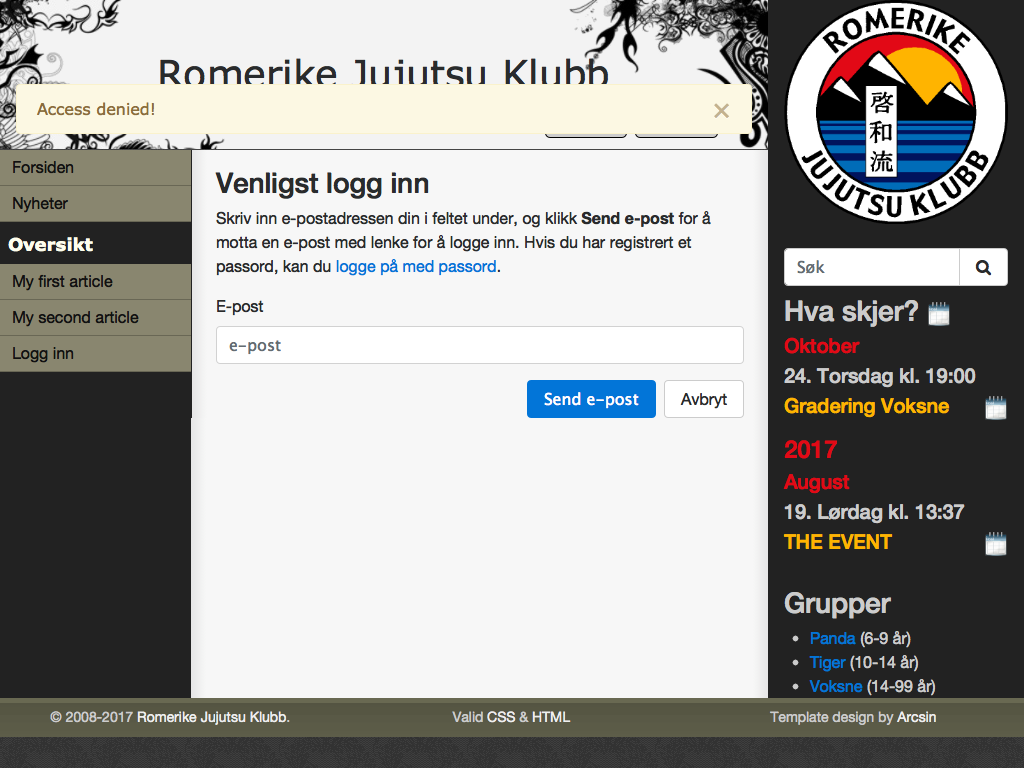 Romerike Jujutsu Klubb
Access denied!
×
Forsiden
Nyheter
Oversikt
My first article
My second article
Logg inn
Venligst logg inn
Skriv inn e-postadressen din i feltet under, og klikk Send e-post for å
motta en e-post med lenke for å logge inn. Hvis du har registrert et
passord, kan du logge på med passord.
E-post
e-post
Send e-post
Avbryt
ROMERIKE
啓
和
流
JUJUTSU KLUBB
Søk
Hva skjer?
Oktober
24. Torsdag kl. 19:00
Gradering Voksne
2017
August
19. Lørdag kl. 13:37
THE EVENT
Grupper
• Panda (6-9 år)
• Tiger (10-14 år)
• Voksne (14-99 år)
© 2008-2017 Romerike Jujutsu Klubb.
Valid CSS & HTML
Template design by Arcsin